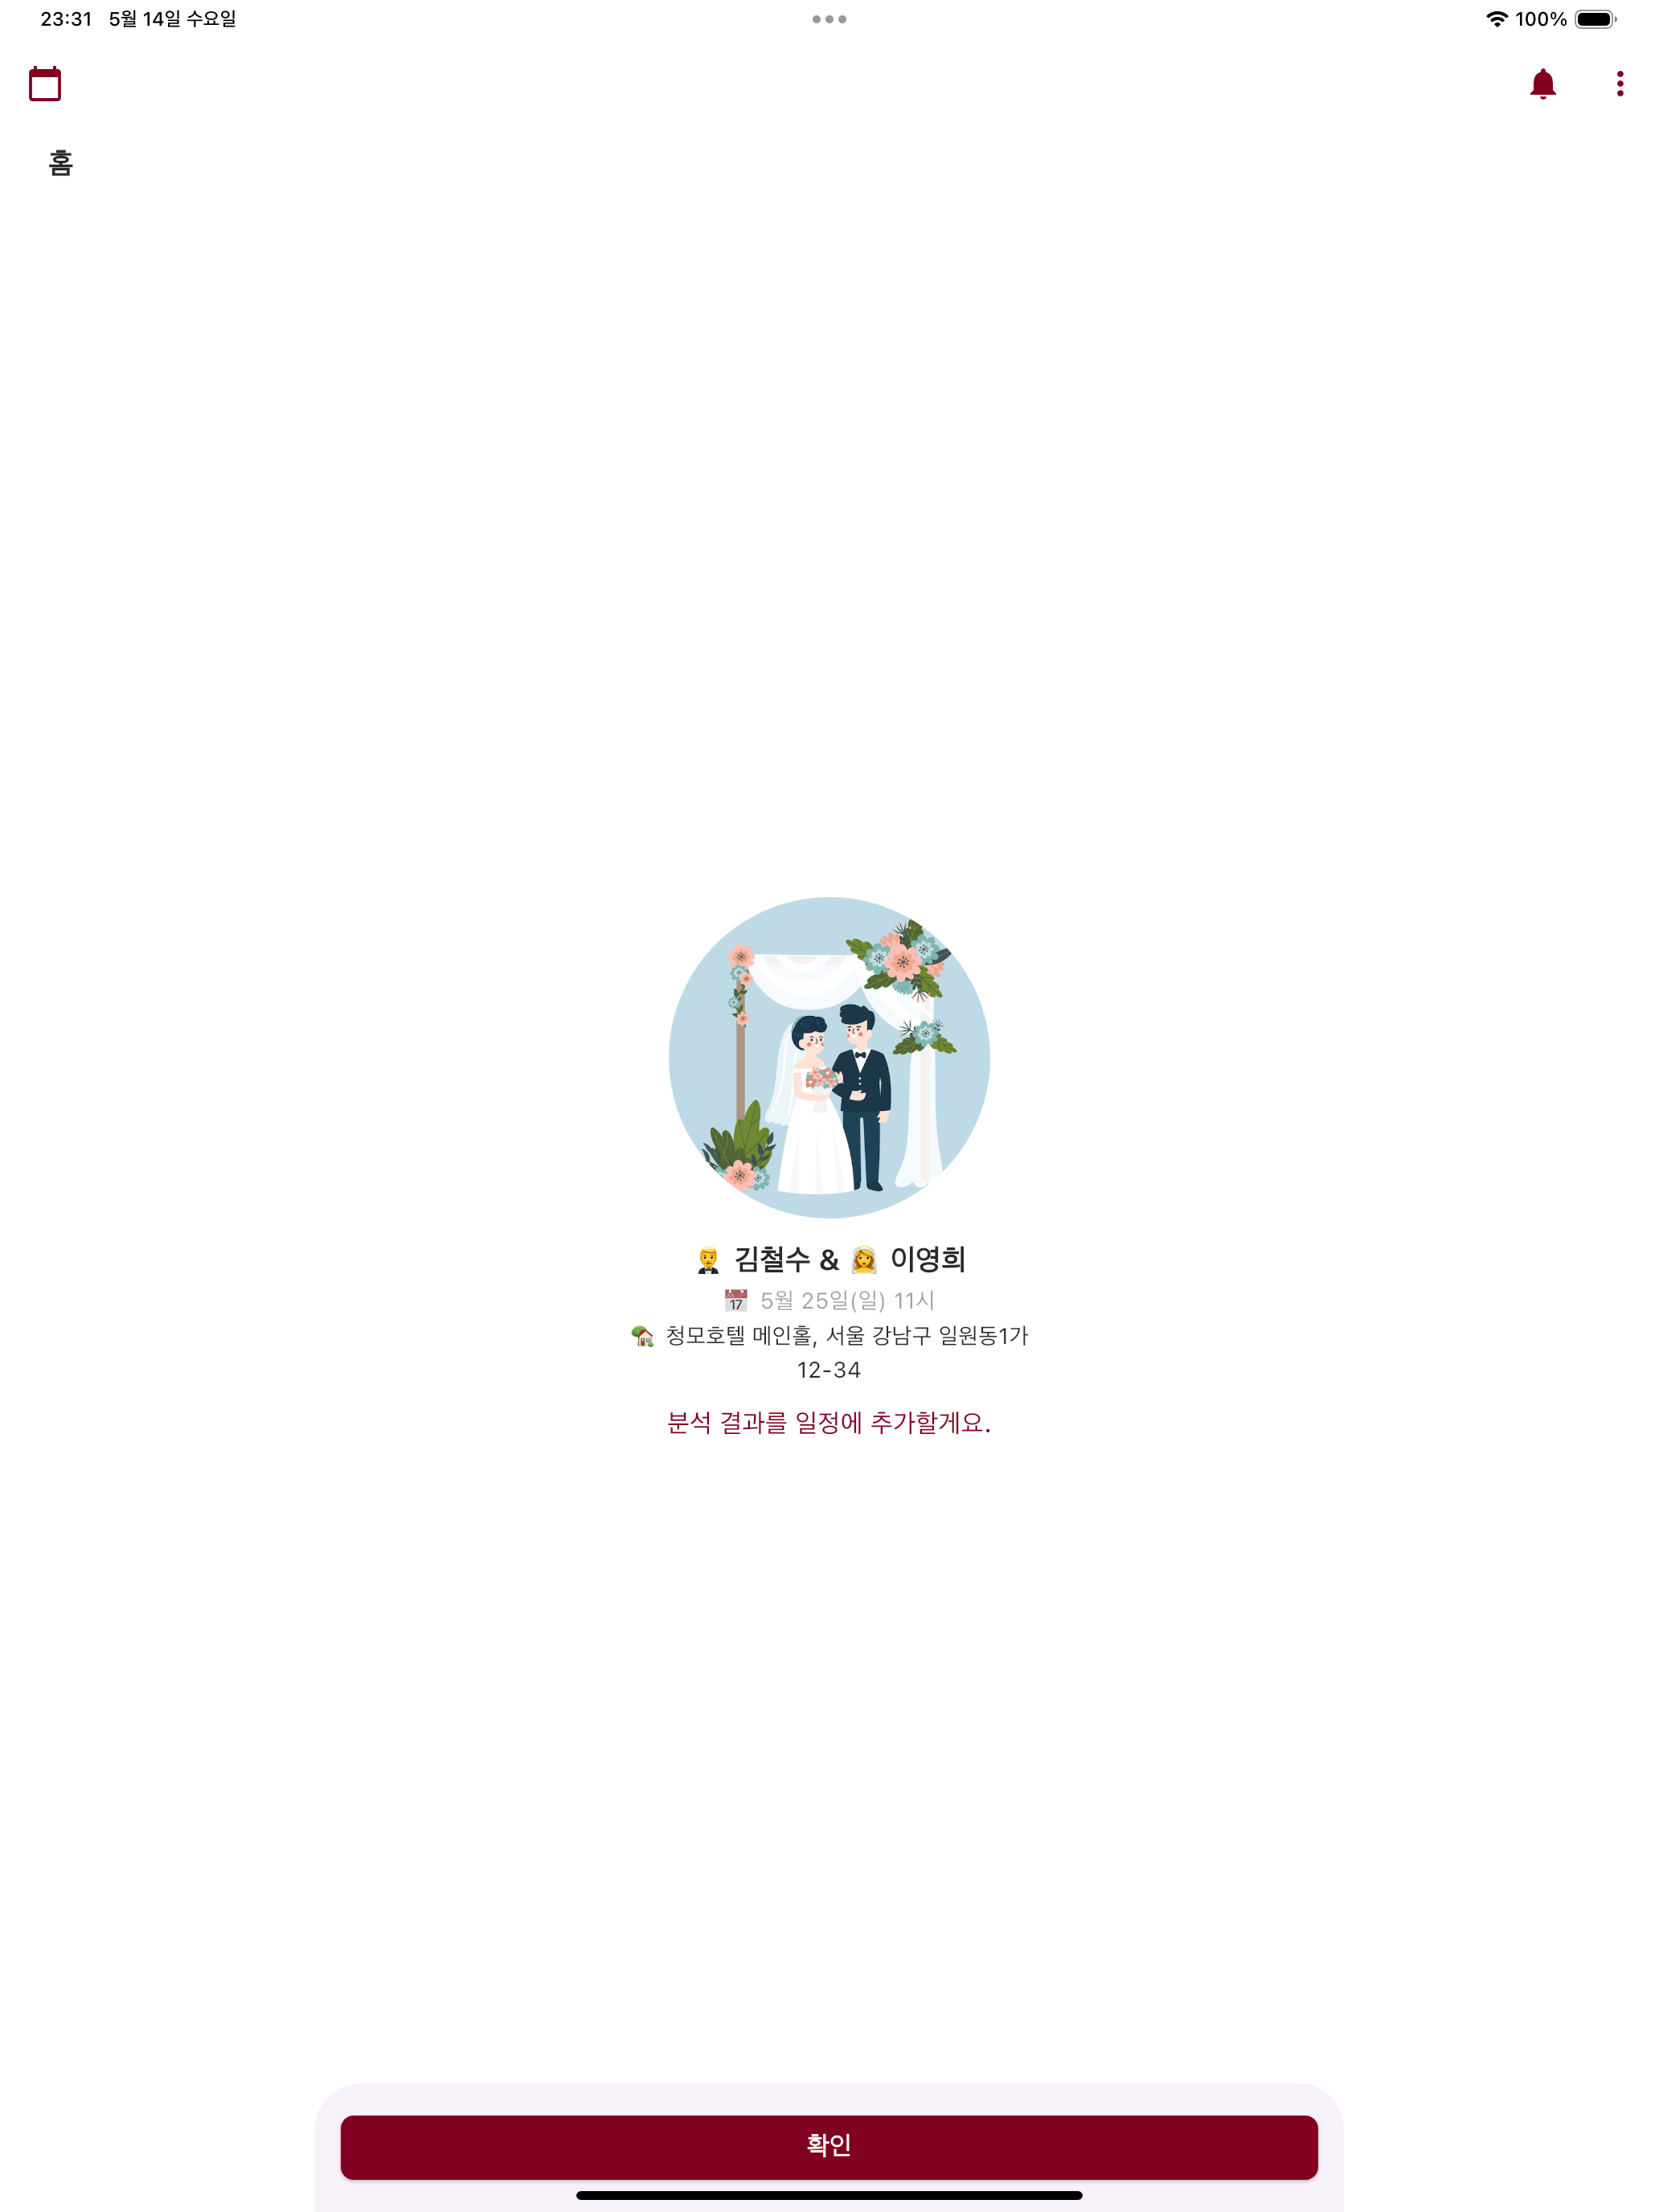 23:31 5월 14일 수요일
100%
홈
🤵‍♂️ 김철수 & 👰‍♀️ 이영희
📅 5월 25일(일) 11시
🏡 청모호텔 메인홀, 서울 강남구 일원동1가
12-34
분석 결과를 일정에 추가할게요.
확인